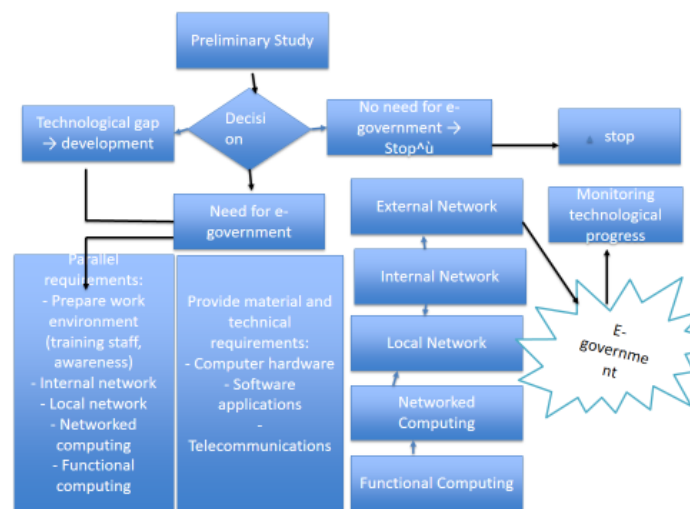 Preliminary Study
Technological gap
→ development
Decisi
on
No need for e-
government →
Stop^ù
stop
Need for e-
government
External Network
Monitoring
technological
progress
Parallel
requirements:
- Prepare work
environment
(training staff,
awareness)
- Internal network
- Local network
- Networked
computing
- Functional
computing
Provide material and
technical
requirements:
- Computer hardware
- Software
applications
-
Telecommunications
Internal Network
Local Network
Networked
Computing
Functional Computing
E-
governme
nt